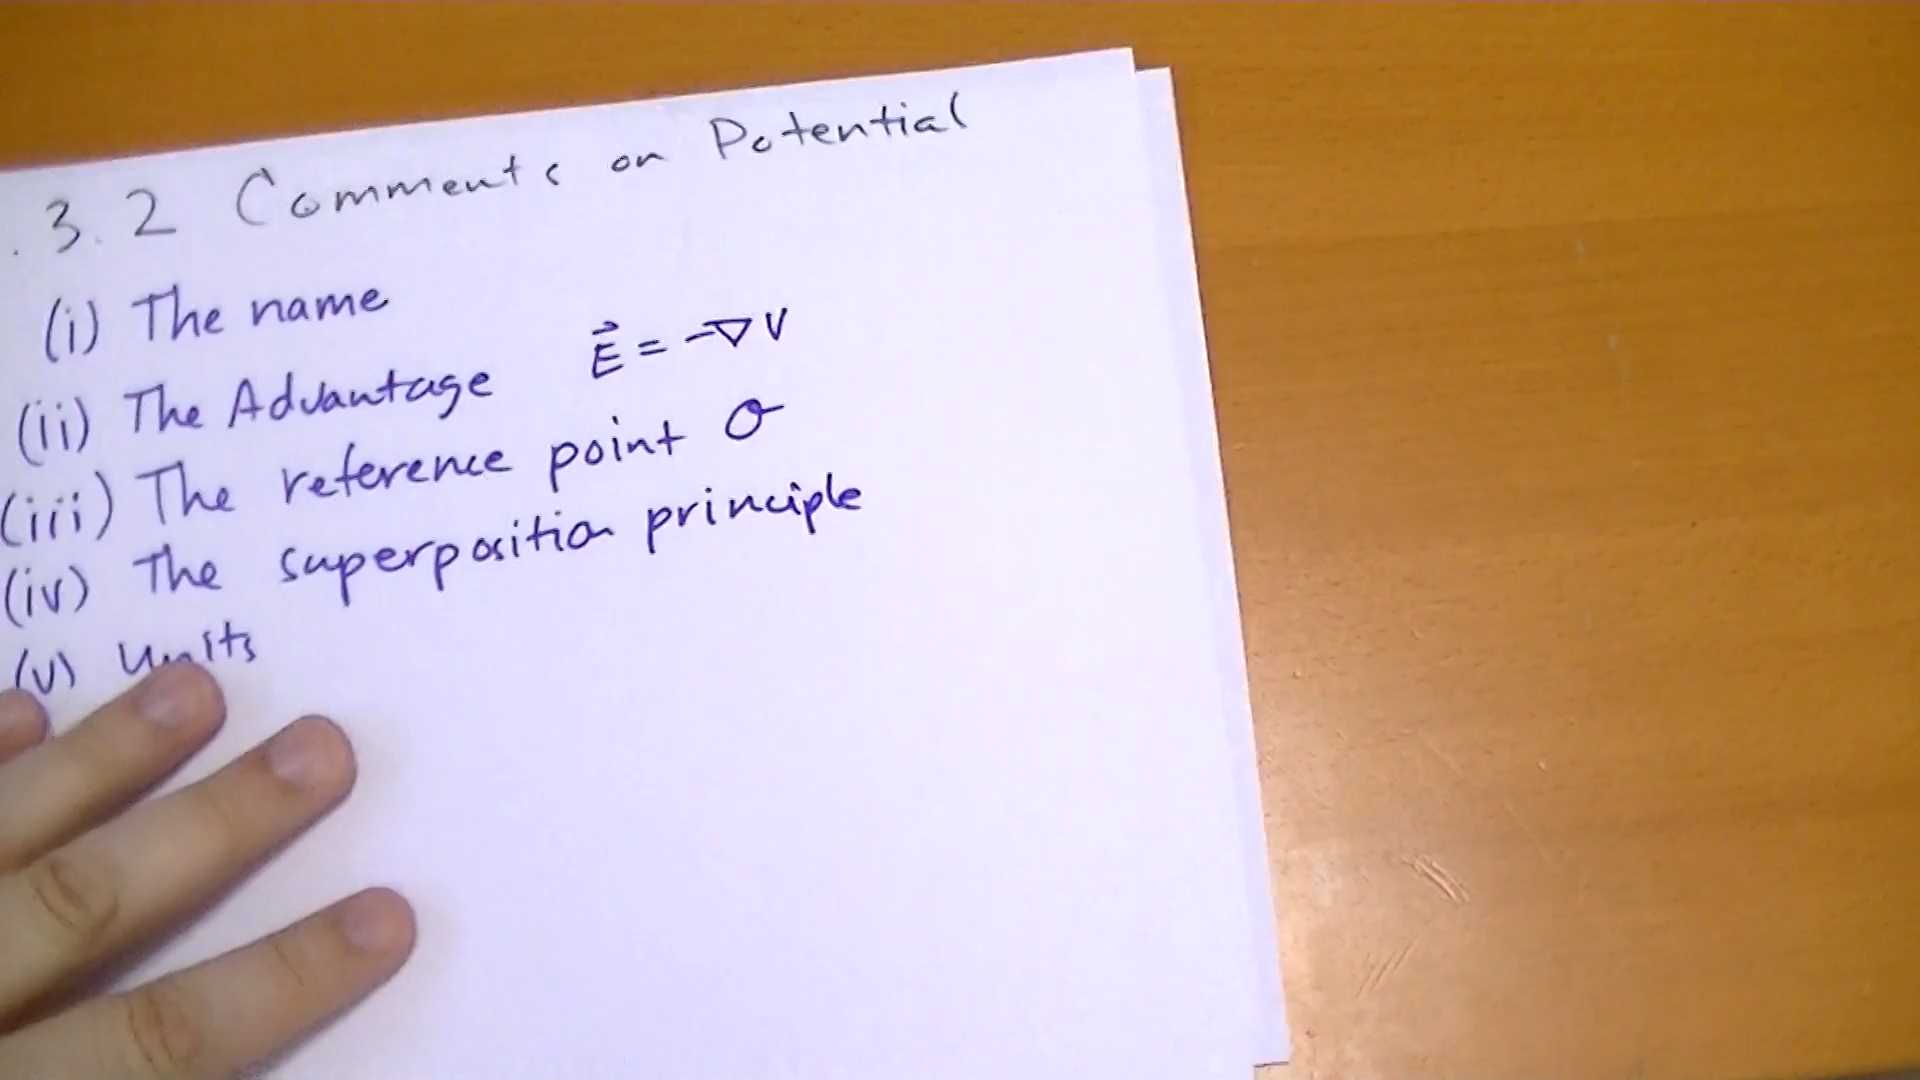 .3.2 Comments on Potential
(i) The name
(ii) The Advantage E⃗ = -∇V
(iii) The reference point O
(iv) The superposition principle
(v) Units